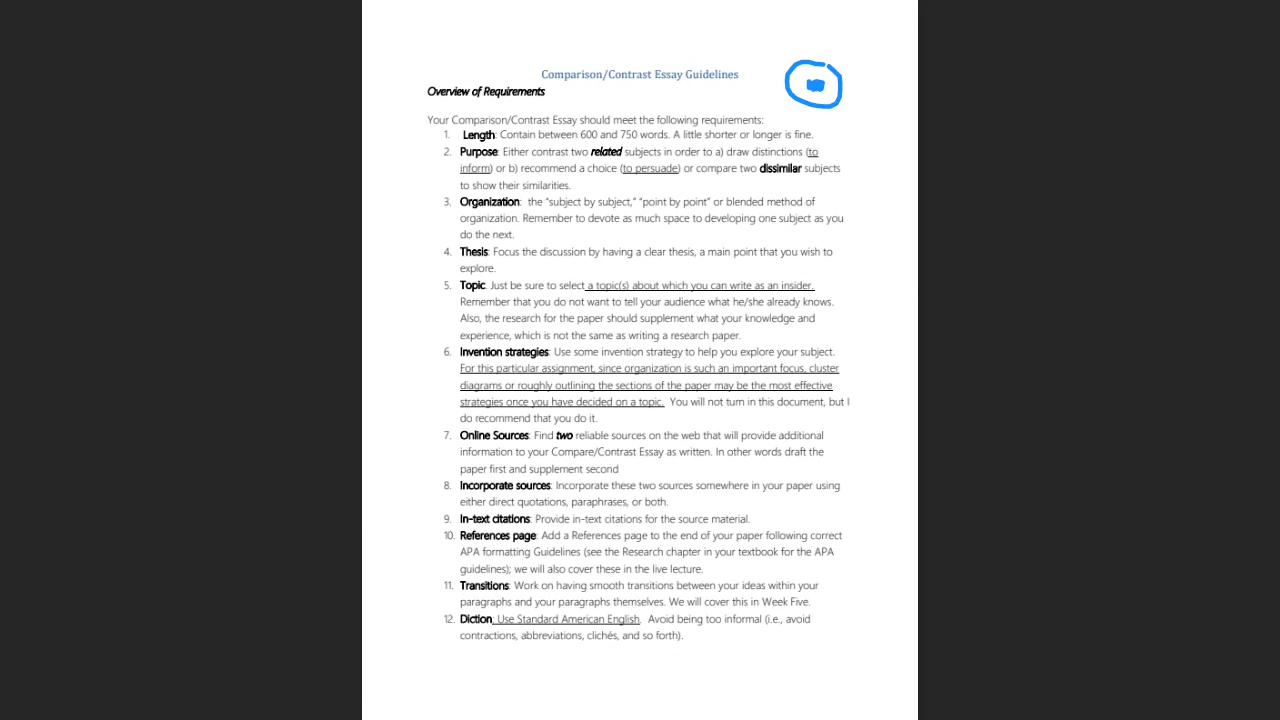 Comparison/Contrast Essay Guidelines
Overview of Requirements
Your Comparison/Contrast Essay should meet the following requirements:
1. Length: Contain between 600 and 750 words. A little shorter or longer is fine.
2. Purpose: Either contrast two related subjects in order to a) draw distinctions (to
inform) or b) recommend a choice (to persuade) or compare two dissimilar subjects
to show their similarities.
3. Organization: the "subject by subject," "point by point" or blended method of
organization. Remember to devote as much space to developing one subject as you
do the next.
4. Thesis: Focus the discussion by having a clear thesis, a main point that you wish to
explore.
5. Topic. Just be sure to select a topic(s) about which you can write as an insider.
Remember that you do not want to tell your audience what he/she already knows.
Also, the research for the paper should supplement what your knowledge and
experience, which is not the same as writing a research paper.
6. Invention strategies: Use some invention strategy to help you explore your subject.
For this particular assignment, since organization is such an important focus, cluster
diagrams or roughly outlining the sections of the paper may be the most effective
strategies once you have decided on a topic. You will not turn in this document, but I
do recommend that you do it.
7. Online Sources: Find two reliable sources on the web that will provide additional
information to your Compare/Contrast Essay as written. In other words draft the
paper first and supplement second
8. Incorporate sources: Incorporate these two sources somewhere in your paper using
either direct quotations, paraphrases, or both.
9. In-text citations: Provide in-text citations for the source material.
10. References page: Add a References page to the end of your paper following correct
APA formatting Guidelines (see the Research chapter in your textbook for the APA
guidelines); we will also cover these in the live lecture.
11. Transitions: Work on having smooth transitions between your ideas within your
paragraphs and your paragraphs themselves. We will cover this in Week Five.
12. Diction: Use Standard American English. Avoid being too informal (i.e., avoid
contractions, abbreviations, clichés, and so forth).